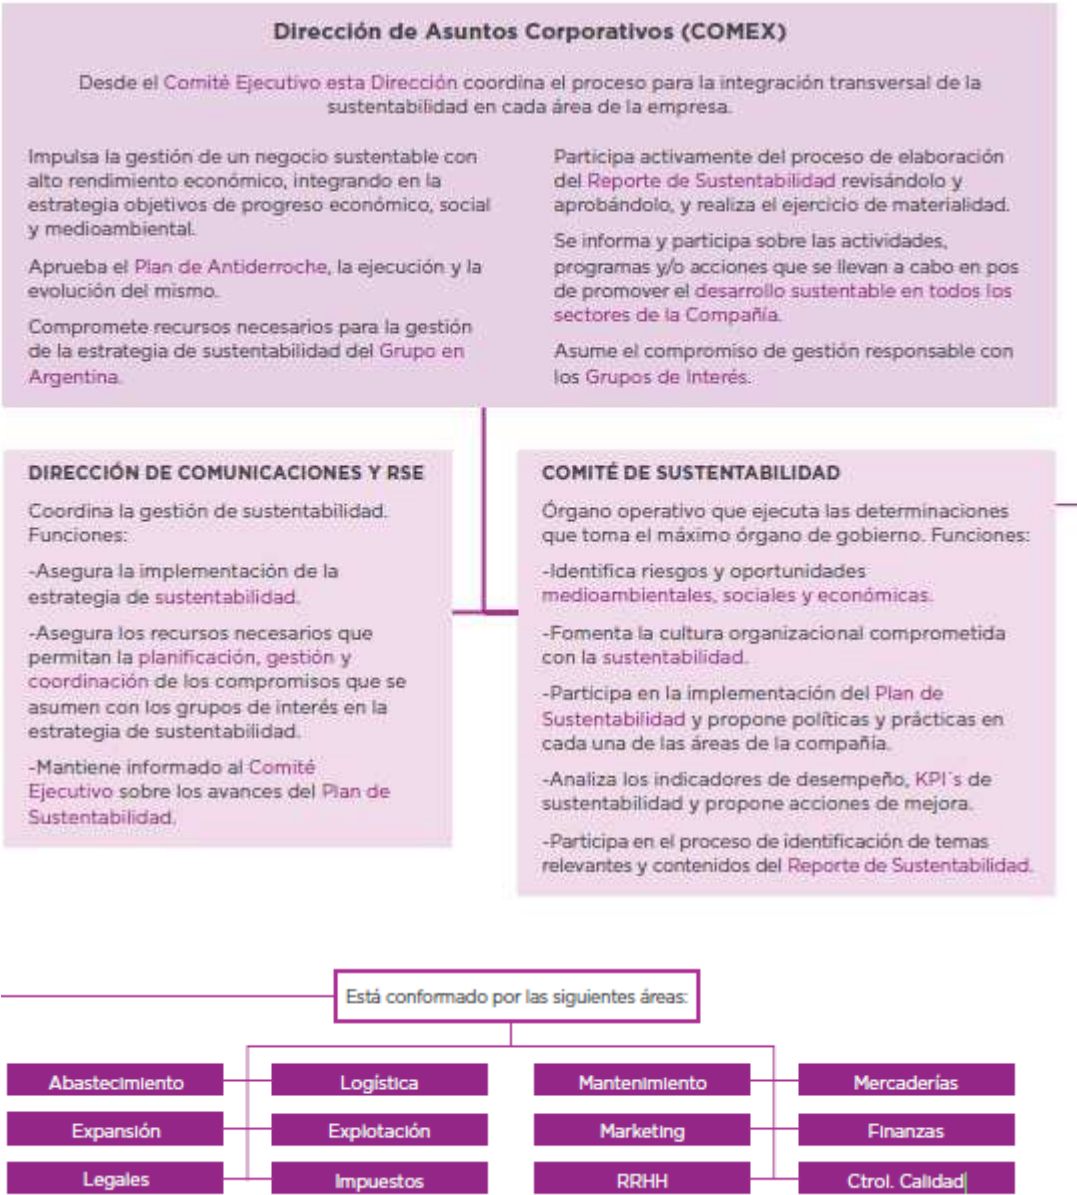 Dirección de Asuntos Corporativos (COMEX)
Desde el Comité Ejecutivo esta Dirección coordina el proceso para la integración transversal de la
sustentabilidad en cada área de la empresa.
Impulsa la gestión de un negocio sustentable con
alto rendimiento económico, integrando en la
estrategia objetivos de progreso económico, social
y medioambiental.
Aprueba el Plan de Antiderroche, la ejecución y la
evolución del mismo.
Compromete recursos necesarios para la gestión
de la estrategia de sustentabilidad del Grupo en
Argentina.
Participa activamente del proceso de elaboración
del Reporte de Sustentabilidad revisándolo y
aprobándolo, y realiza el ejercicio de materialidad.
Se informa y participa sobre las actividades,
programas y/o acciones que se llevan a cabo en pos
de promover el desarrollo sustentable en todos los
sectores de la Compañía.
Asume el compromiso de gestión responsable con
los Grupos de Interés.
DIRECCIÓN DE COMUNICACIONES Y RSE
Coordina la gestión de sustentabilidad.
Funciones:
-Asegura la implementación de la
estrategia de sustentabilidad.
-Asegura los recursos necesarios que
permitan la planificación, gestión y
coordinación de los compromisos que se
asumen con los grupos de interés en la
estrategia de sustentabilidad.
-Mantiene informado al Comité
Ejecutivo sobre los avances del Plan de
Sustentabilidad.
COMITÉ DE SUSTENTABILIDAD
Órgano operativo que ejecuta las determinaciones
que toma el máximo órgano de gobierno. Funciones:
-Identifica riesgos y oportunidades
medioambientales, sociales y económicas.
-Fomenta la cultura organizacional comprometida
con la sustentabilidad.
-Participa en la implementación del Plan de
Sustentabilidad y propone políticas y prácticas en
cada una de las áreas de la compañía.
-Analiza los indicadores de desempeño, KPI´s de
sustentabilidad y propone acciones de mejora.
-Participa en el proceso de identificación de temas
relevantes y contenidos del Reporte de Sustentabilidad.
Está conformado por las siguientes áreas:
Abastecimiento
Logística
Mantenimiento
Mercaderías
Expansión
Explotación
Marketing
Finanzas
Legales
Impuestos
RRHH
Ctrol. Calidad